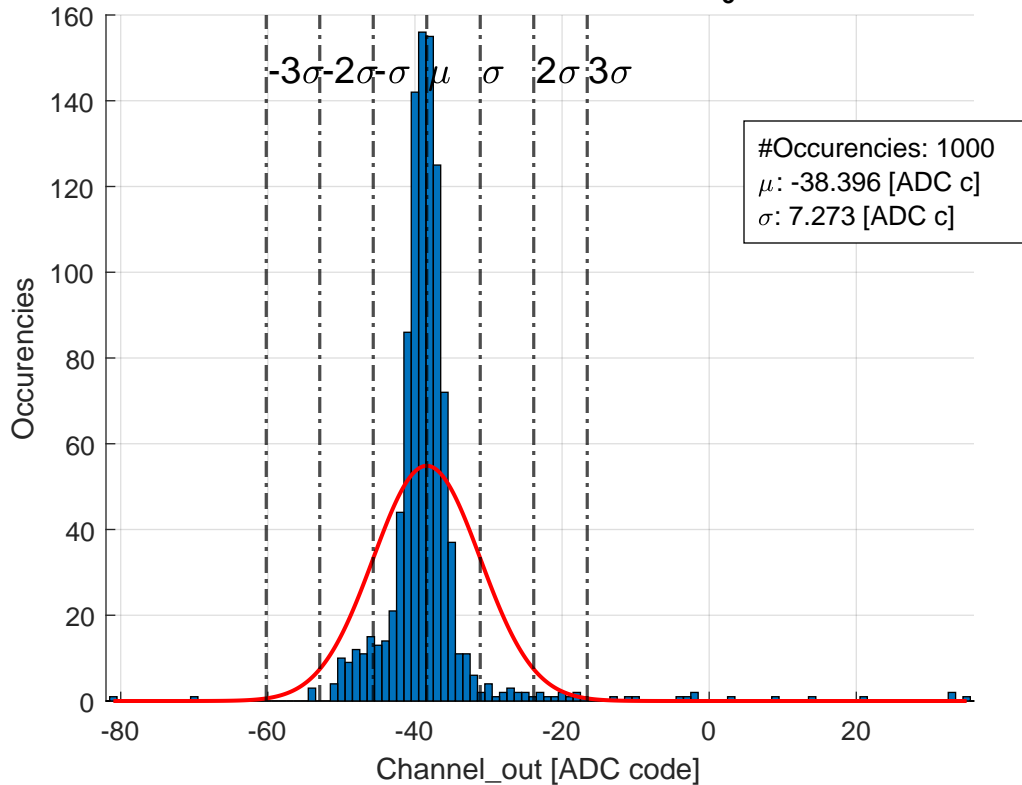 160
140
120
100
80
60
40
20
0
Occurencies
-3σ -2σ -σ μ σ 2σ 3σ
#Occurencies: 1000
μ: -38.396 [ADC c]
σ: 7.273 [ADC c]
-80 -60 -40 -20 0 20
Channel_out [ADC code]